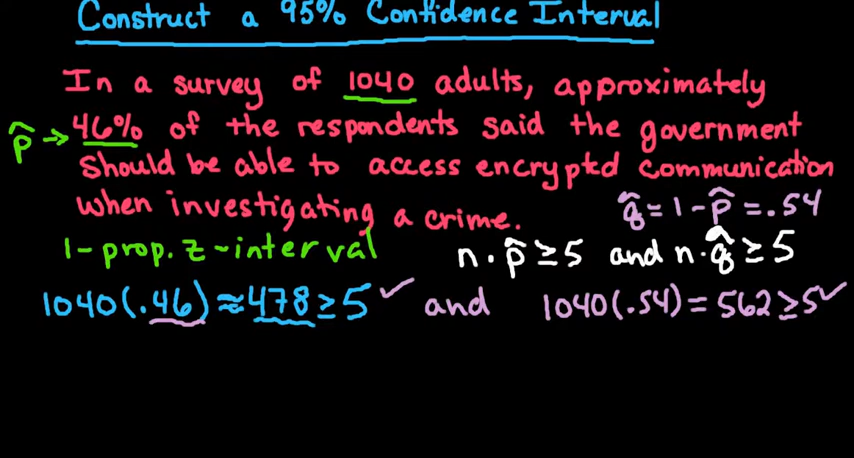 Construct a 95% Confidence Interval
In a survey of 1040 adults, approximately
p̂ → 46% of the respondents said the government
should be able to access encrypted communication
when investigating a crime.
q̂ = 1 - p̂ = .54
1-prop. z-interval
n · p̂ ≥ 5 and n · q̂ ≥ 5
1040(.46) ≈ 478 ≥ 5 ✓ and 1040(.54) = 562 ≥ 5 ✓